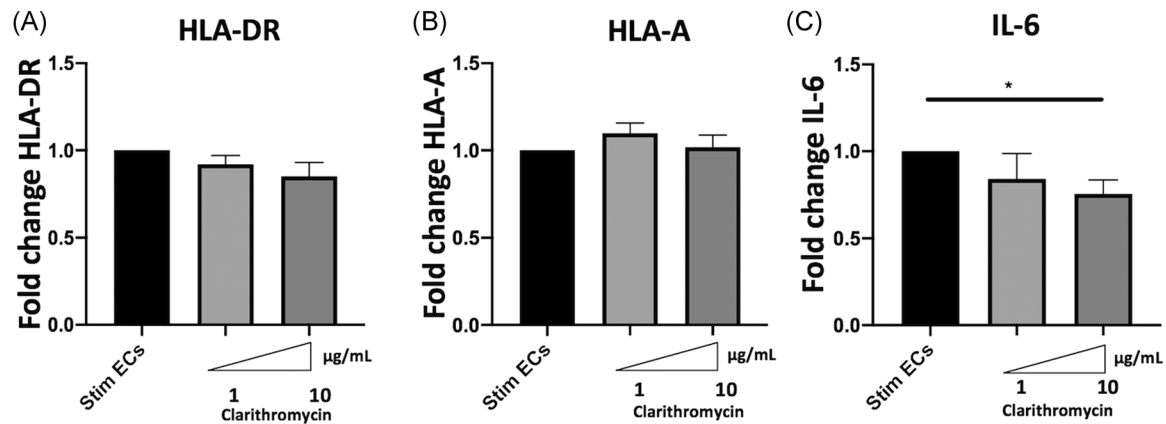 (A)
HLA-DR
Fold change HLA-DR
1.5
1.0
0.5
0.0
Stim ECs
1
10
µg/mL
Clarithromycin
(B)
HLA-A
Fold change HLA-A
1.5
1.0
0.5
0.0
Stim ECs
1
10
µg/mL
Clarithromycin
(C)
IL-6
Fold change IL-6
1.5
1.0
0.5
0.0
*
Stim ECs
1
10
µg/mL
Clarithromycin